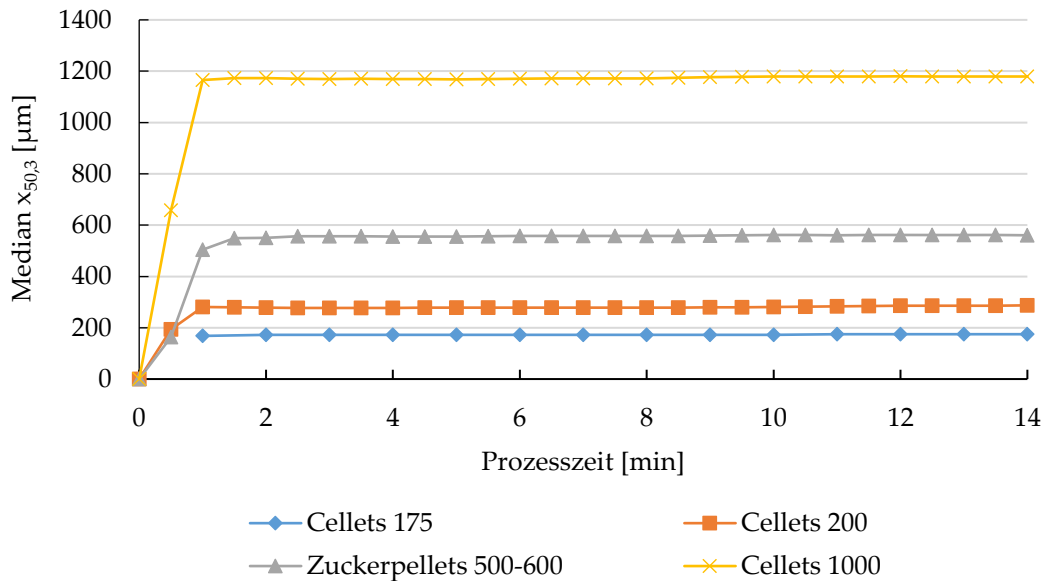 1400
1200
1000
800
600
400
200
0
Median x50,3 [µm]
0 2 4 6 8 10 12 14
Prozesszeit [min]
Cellets 175 Cellets 200
Zuckerpellets 500-600 Cellets 1000